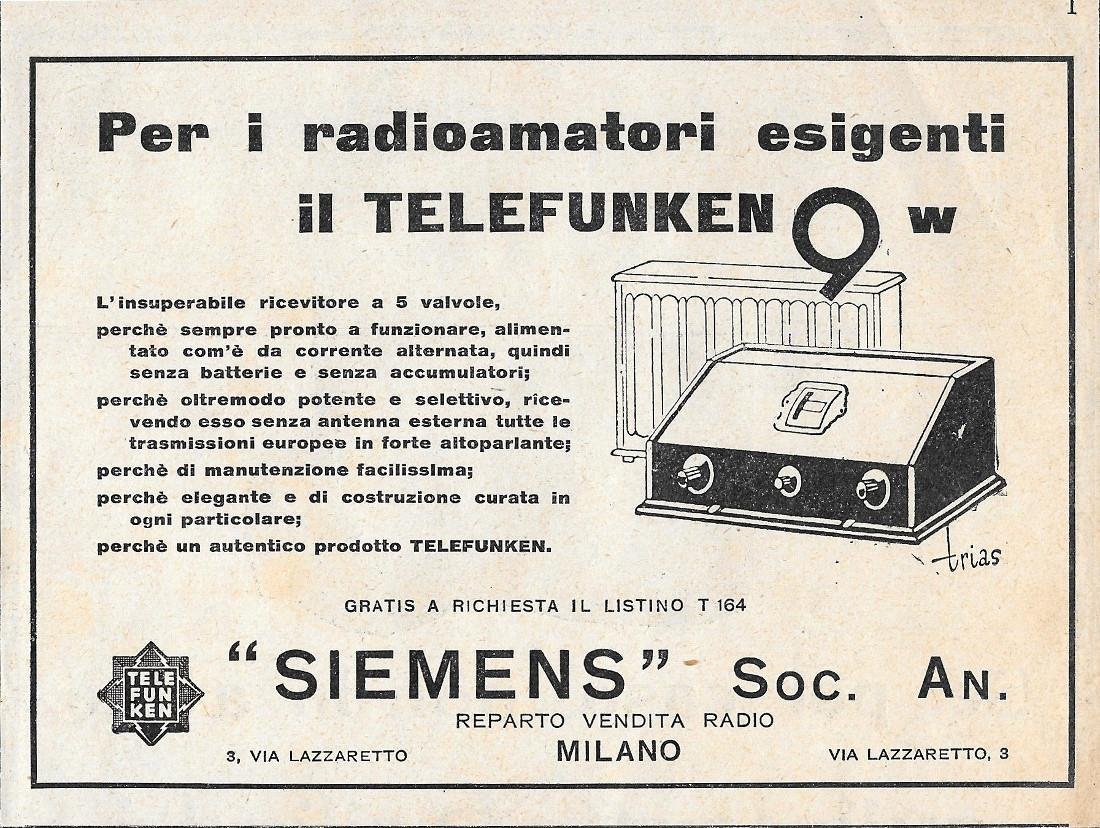 1
Per i radioamatori esigenti
il TELEFUNKEN 9 w
L'insuperabile ricevitore a 5 valvole,
perchè sempre pronto a funzionare, alimen-
tato com'è da corrente alternata, quindi
senza batterie e senza accumulatori;
perchè oltremodo potente e selettivo, rice-
vendo esso senza antenna esterna tutte le
trasmissioni europee in forte altoparlante;
perchè di manutenzione facilissima;
perchè elegante e di costruzione curata in
ogni particolare;
perchè un autentico prodotto TELEFUNKEN.
trias
GRATIS A RICHIESTA IL LISTINO T 164
TELE
FUN
KEN
"SIEMENS" Soc. An.
REPARTO VENDITA RADIO
3, VIA LAZZARETTO MILANO VIA LAZZARETTO, 3